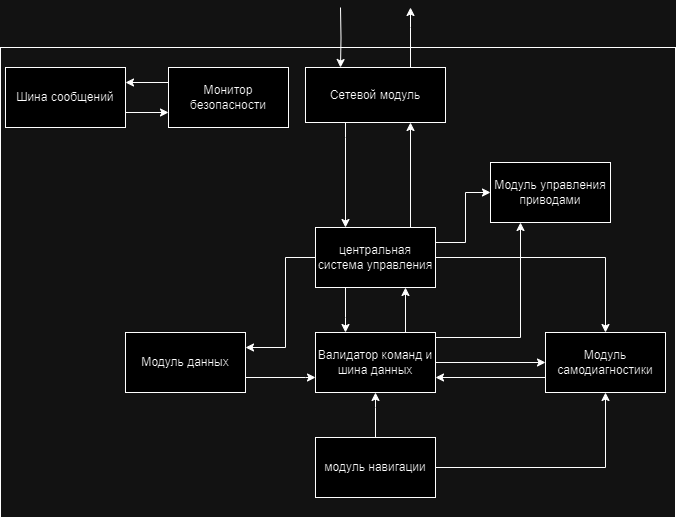 Шина сообщений
Монитор
безопасности
Сетевой модуль
Модуль управления
приводами
центральная
система управления
Модуль данных
Валидатор команд и
шина данных
Модуль
самодиагностики
модуль навигации